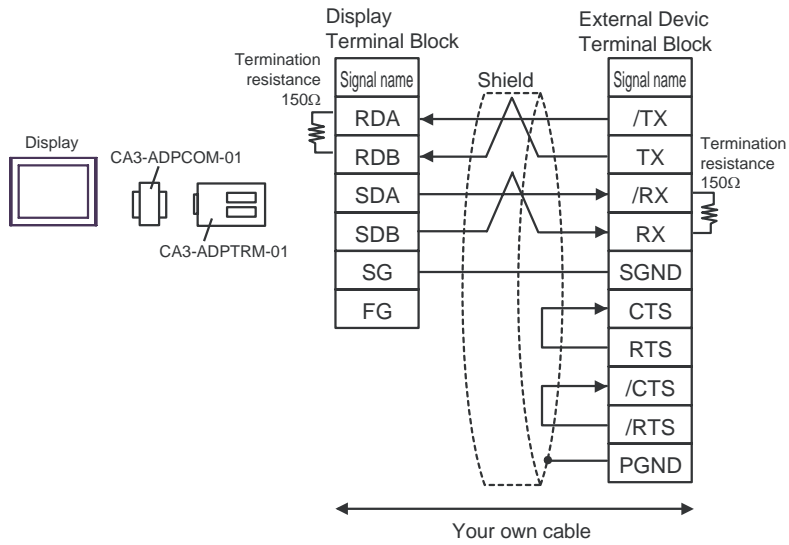 Display
Terminal Block
External Devic
Terminal Block
Termination
resistance
150Ω
Signal name
Shield
Signal name
RDA
/TX
RDB
TX
Termination
resistance
150Ω
Display
CA3-ADPCOM-01
CA3-ADPTRM-01
SDA
/RX
SDB
RX
SG
SGND
FG
CTS
RTS
/CTS
/RTS
PGND
Your own cable